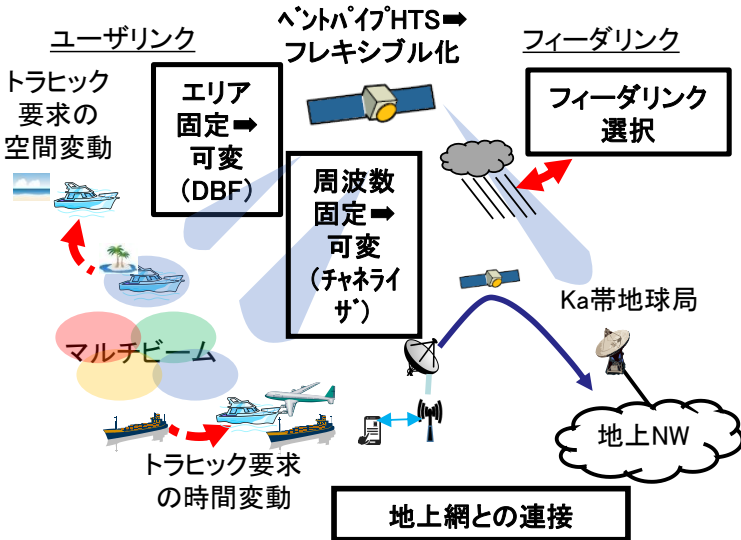 ユーザリンク
ﾍﾞﾝﾄﾊﾟｲﾌﾟHTS➡
フレキシブル化
フィーダリンク
トラヒック
要求の
空間変動
エリア
固定➡
可変
（DBF）
周波数
固定➡
可変
（チャネライ
ザ）
フィーダリンク
選択
Ka帯地球局
マルチビーム
トラヒック要求
の時間変動
地上NW
地上網との連接